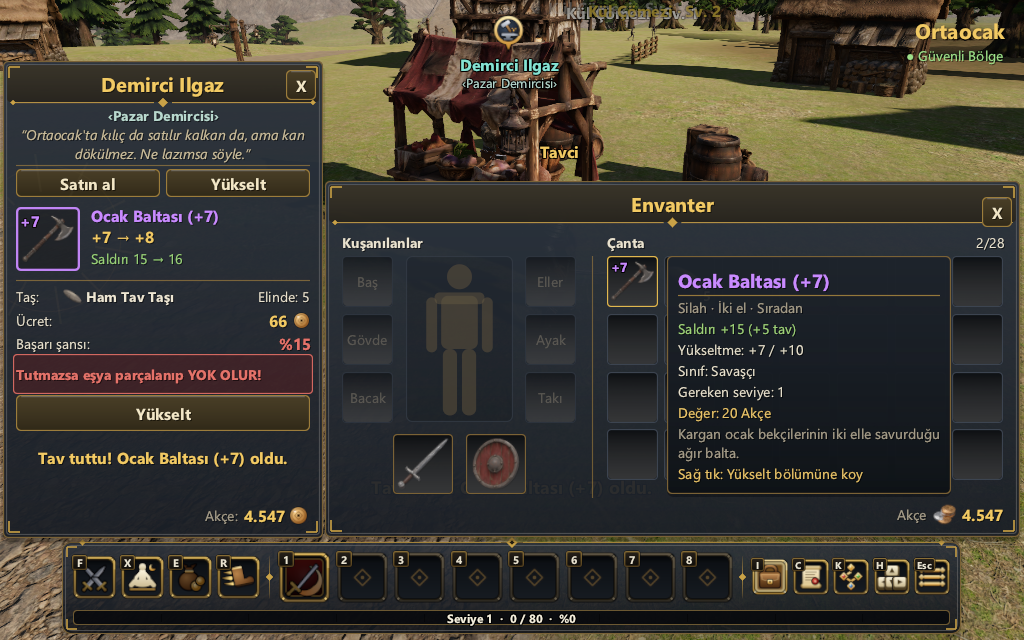 Ortaocak
Güvenli Bölge
Demirci Ilgaz
‹Pazar Demircisi›
Tavci
Demirci Ilgaz
X
‹Pazar Demircisi›
“Ortaocak'ta kılıç da satılır kalkan da, ama kan
dökülmez. Ne lazımsa söyle.”
Satın al
Yükselt
+7
Ocak Baltası (+7)
+7 → +8
Saldırı 15 → 16
Taş: Ham Tav Taşı Elinde: 5
Ücret: 66
Başarı şansı: %15
Tutmazsa eşya parçalanıp YOK OLUR!
Yükselt
Tav tuttu! Ocak Baltası (+7) oldu.
Akçe: 4.547
Envanter
X
Kuşanılanlar
Çanta
2/28
Baş
Eller
Gövde
Ayak
Bacak
Takı
+7
Ocak Baltası (+7)
Silah · İki el · Sıradan
Saldırı +15 (+5 tav)
Yükseltme: +7 / +10
Sınıf: Savaşçı
Gereken seviye: 1
Değer: 20 Akçe
Kargan ocak bekçilerinin iki elle savurduğu
ağır balta.
Sağ tık: Yükselt bölümüne koy
Akçe 4.547
F X E R 1 2 3 4 5 6 7 8 I C K H Esc
Seviye 1 · 0 / 80 · %0